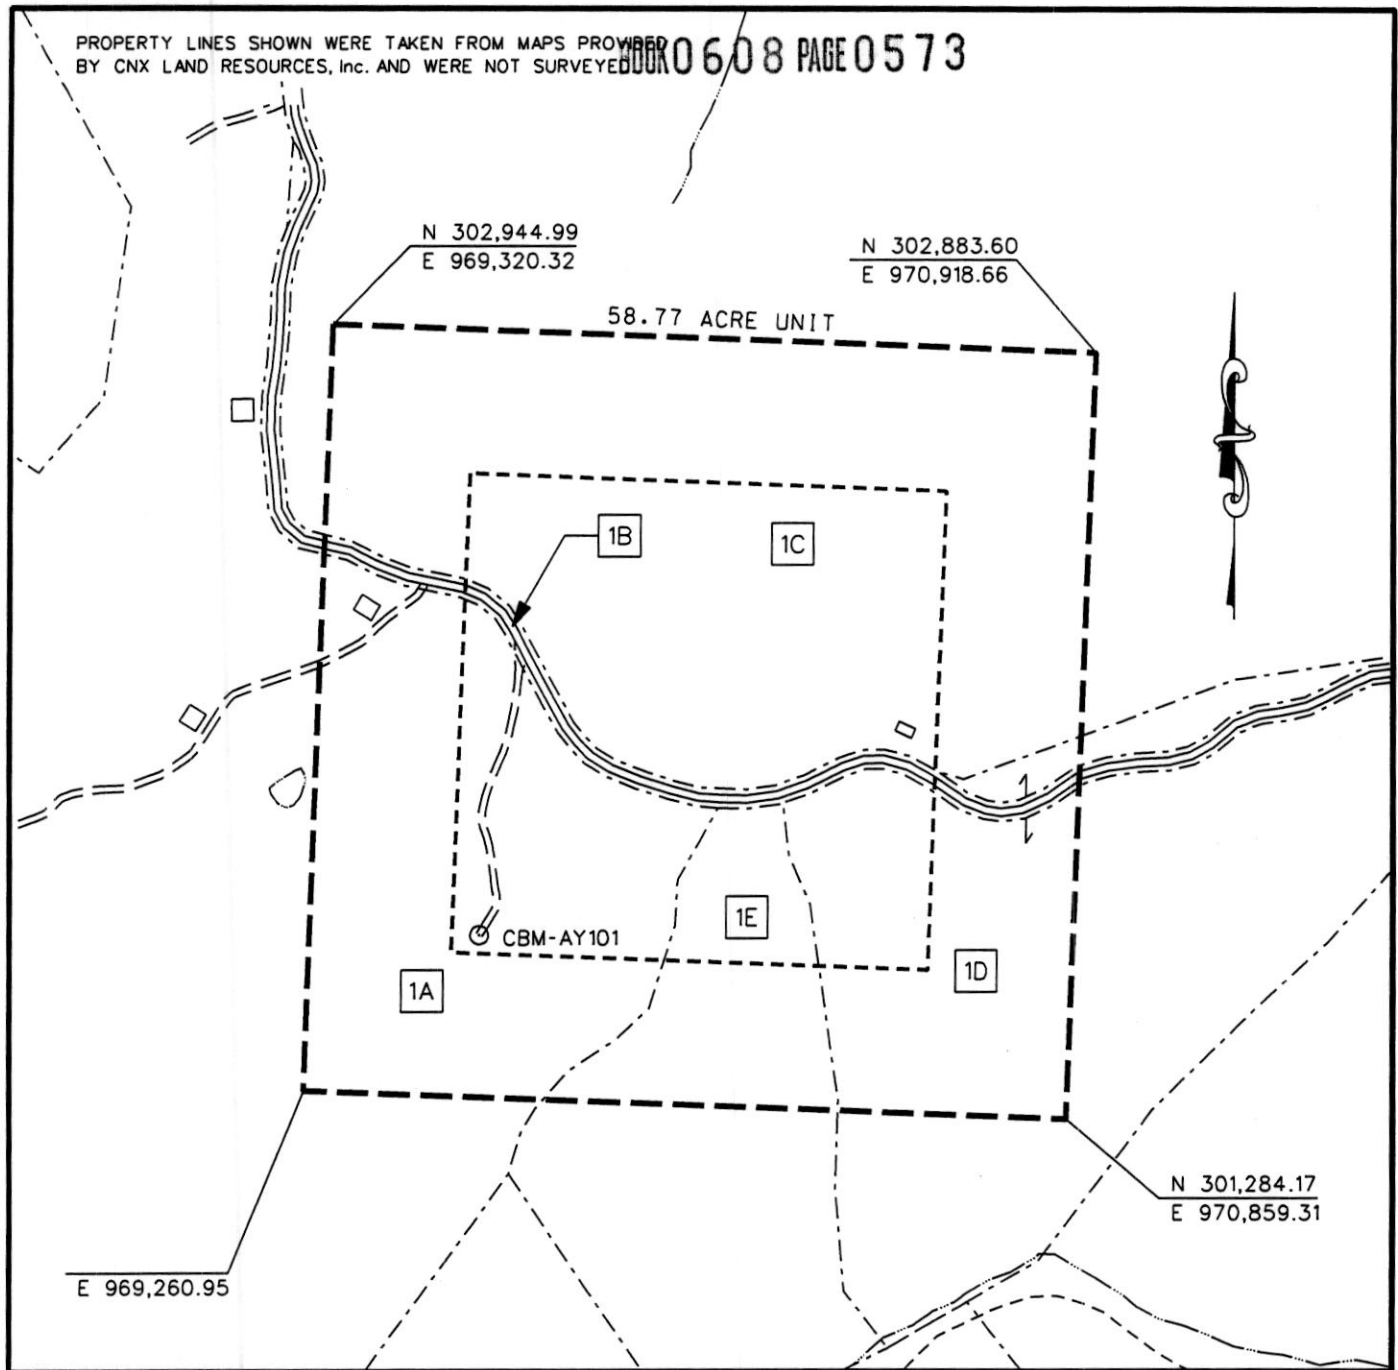 PROPERTY LINES SHOWN WERE TAKEN FROM MAPS PROVIDED
BY CNX LAND RESOURCES, Inc. AND WERE NOT SURVEYED
BOOK 0608 PAGE 0573
N 302,944.99
E 969,320.32
N 302,883.60
E 970,918.66
58.77 ACRE UNIT
1B
1C
1E
CBM-AY101
1D
1A
N 301,284.17
E 970,859.31
E 969,260.95